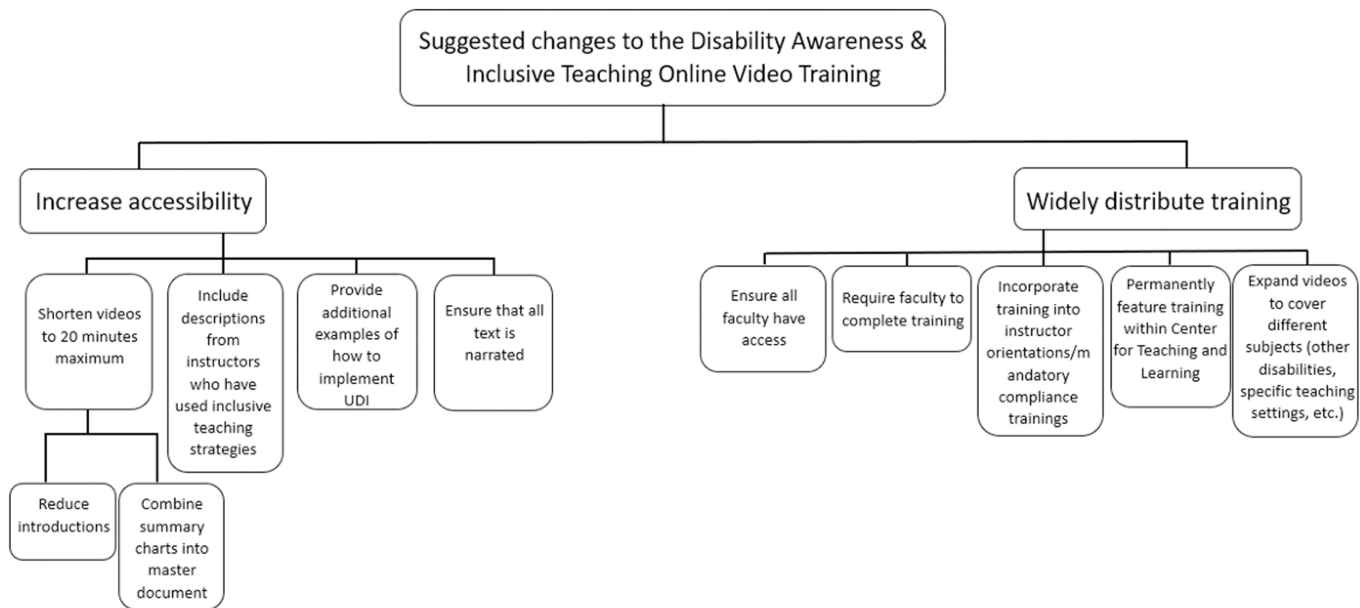 Suggested changes to the Disability Awareness &
Inclusive Teaching Online Video Training
Increase accessibility
Widely distribute training
Shorten videos
to 20 minutes
maximum
Include
descriptions
from
instructors
who have
used inclusive
teaching
strategies
Provide
additional
examples of
how to
implement
UDI
Ensure that all
text is
narrated
Ensure all
faculty have
access
Require faculty to
complete training
Incorporate
training into
instructor
orientations/m
andatory
compliance
trainings
Permanently
feature training
within Center
for Teaching and
Learning
Expand videos
to cover
different
subjects (other
disabilities,
specific teaching
settings, etc.)
Reduce
introductions
Combine
summary
charts into
master
document